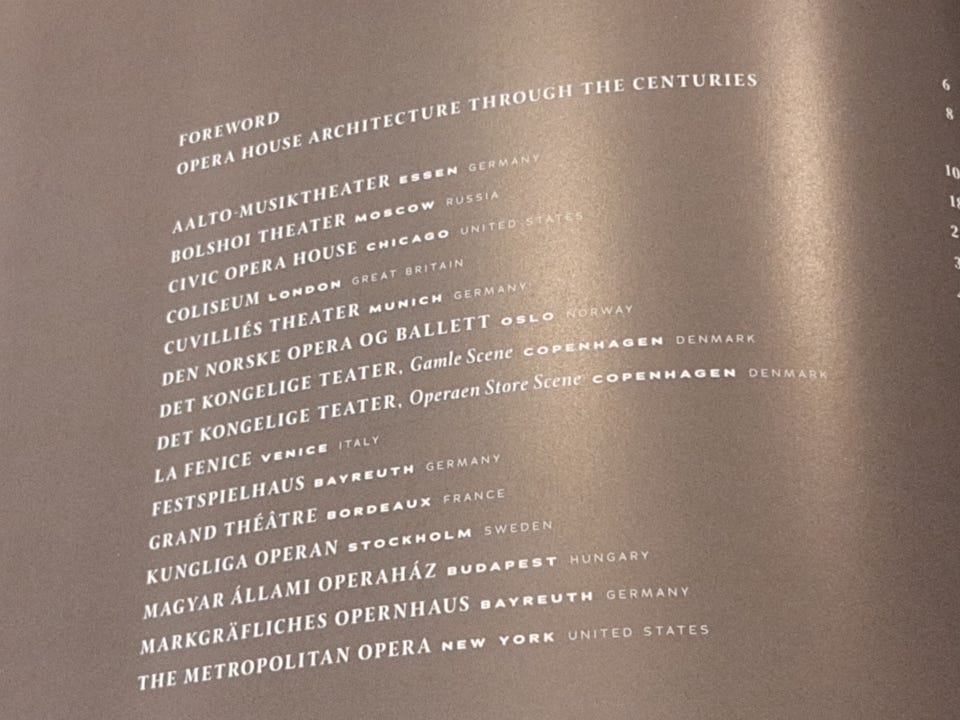 FOREWORD 6
OPERA HOUSE ARCHITECTURE THROUGH THE CENTURIES 8
AALTO-MUSIKTHEATER ESSEN GERMANY 10
BOLSHOI THEATER MOSCOW RUSSIA
CIVIC OPERA HOUSE CHICAGO UNITED STATES
COLISEUM LONDON GREAT BRITAIN
CUVILLIÉS THEATER MUNICH GERMANY
DEN NORSKE OPERA OG BALLETT OSLO NORWAY
DET KONGELIGE TEATER, Gamle Scene COPENHAGEN DENMARK
DET KONGELIGE TEATER, Operaen Store Scene COPENHAGEN DENMARK
LA FENICE VENICE ITALY
FESTSPIELHAUS BAYREUTH GERMANY
GRAND THÉÂTRE BORDEAUX FRANCE
KUNGLIGA OPERAN STOCKHOLM SWEDEN
MAGYAR ÁLLAMI OPERAHÁZ BUDAPEST HUNGARY
MARKGRÄFLICHES OPERNHAUS BAYREUTH GERMANY
THE METROPOLITAN OPERA NEW YORK UNITED STATES